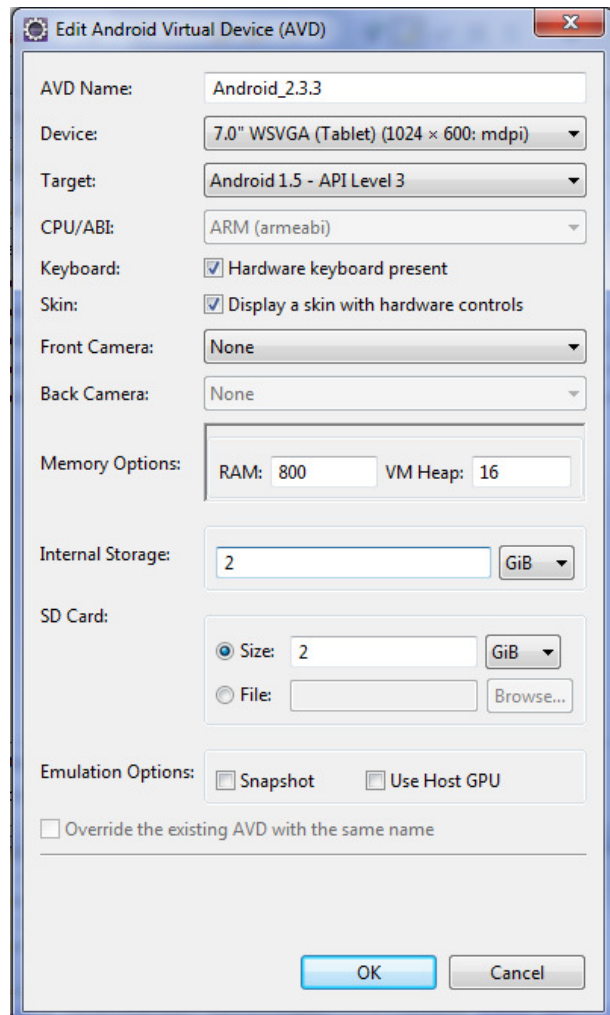 Edit Android Virtual Device (AVD)
X
AVD Name: Android_2.3.3
Device: 7.0" WSVGA (Tablet) (1024 × 600: mdpi)
Target: Android 1.5 - API Level 3
CPU/ABI: ARM (armeabi)
Keyboard: Hardware keyboard present
Skin: Display a skin with hardware controls
Front Camera: None
Back Camera: None
Memory Options: RAM: 800 VM Heap: 16
Internal Storage: 2 GiB
SD Card:
Size: 2 GiB
File: Browse...
Emulation Options: Snapshot Use Host GPU
Override the existing AVD with the same name
OK Cancel